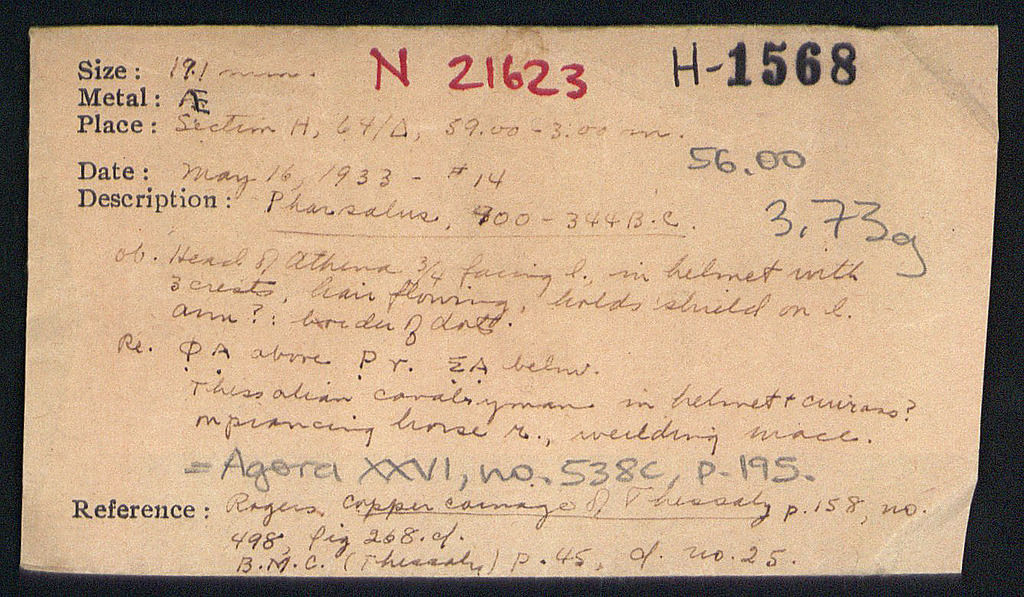 Size : 19.1 mm.
N 21623
H-1568
Metal : Æ
Place : Section H, 64/Δ, 59.00 - 3.00 m.
56.00
Date : May 16, 1933 - #14
Description : Pharsalus, 400 - 344 B.C.
3,73g
ob. Head of Athena 3/4 facing l., in helmet with
3 crests, hair flowing, holds shield on l.
arm? : border of dots.
Re. ΦΑ above Ρ r. ΣΑ below.
Thessalian cavalryman in helmet + cuirass?
on prancing horse r., weilding mace.
= Agora XXVI, no. 538c, p. 195.
Reference : Rogers, Copper coinage of Thessaly p. 158, no.
498, fig 268. cf.
B.M.C. (Thessaly) p. 45, cf. no. 25.